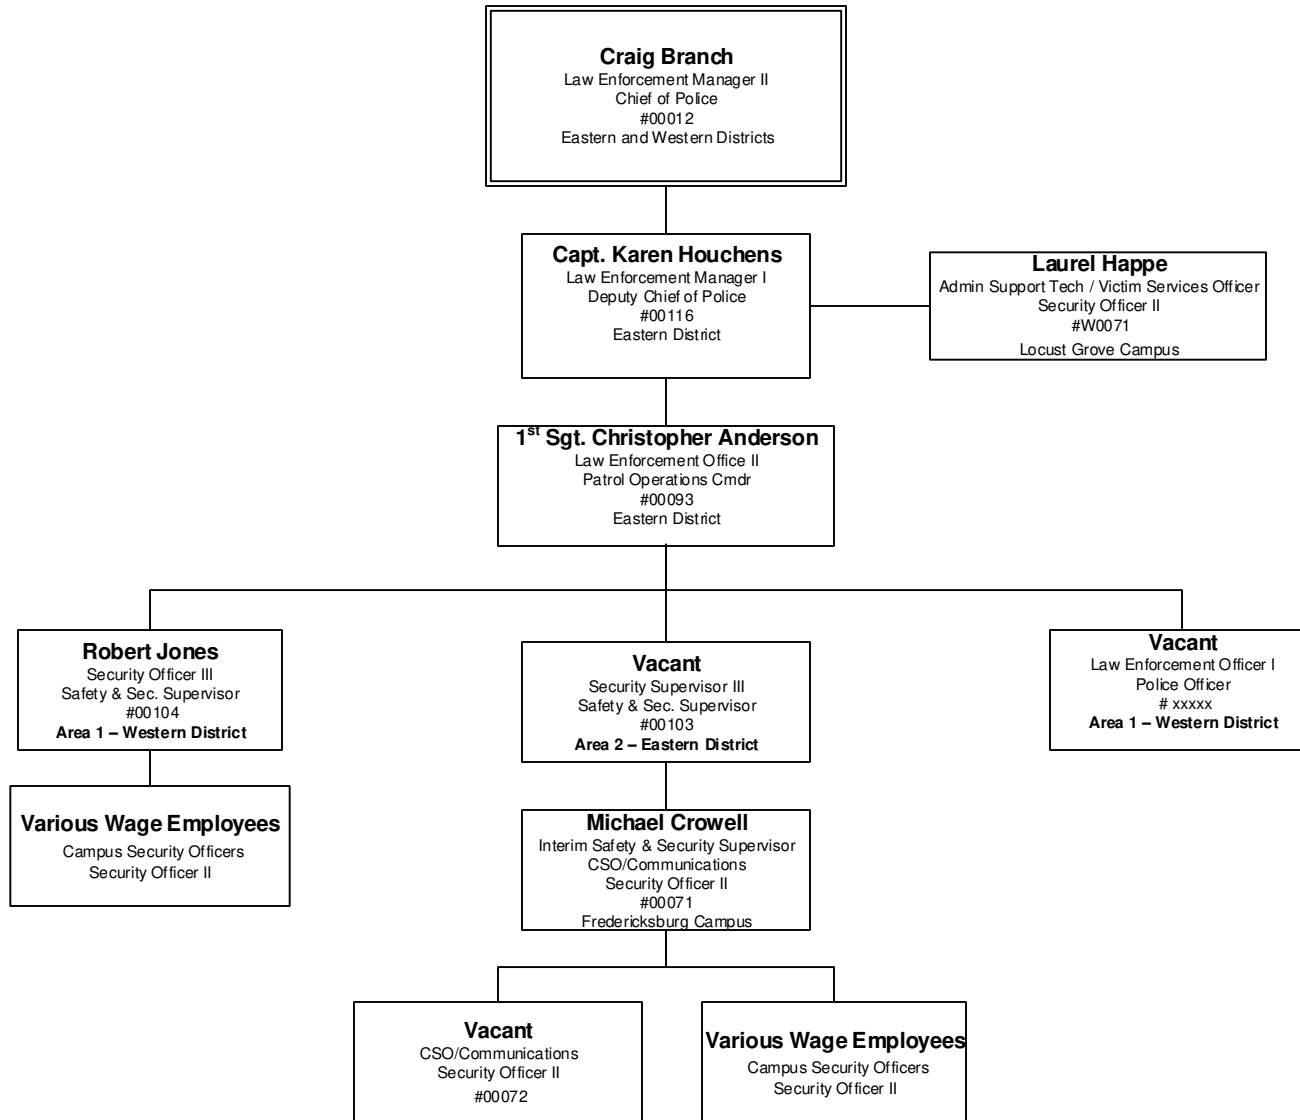 Craig Branch
Law Enforcement Manager II
Chief of Police
#00012
Eastern and Western Districts
Capt. Karen Houchens
Law Enforcement Manager I
Deputy Chief of Police
#00116
Eastern District
Laurel Happe
Admin Support Tech / Victim Services Officer
Security Officer II
#W0071
Locust Grove Campus
1st Sgt. Christopher Anderson
Law Enforcement Office II
Patrol Operations Cmdr
#00093
Eastern District
Robert Jones
Security Officer III
Safety & Sec. Supervisor
#00104
Area 1 – Western District
Vacant
Security Supervisor III
Safety & Sec. Supervisor
#00103
Area 2 – Eastern District
Vacant
Law Enforcement Officer I
Police Officer
# xxxxx
Area 1 – Western District
Various Wage Employees
Campus Security Officers
Security Officer II
Michael Crowell
Interim Safety & Security Supervisor
CSO/Communications
Security Officer II
#00071
Fredericksburg Campus
Vacant
CSO/Communications
Security Officer II
#00072
Various Wage Employees
Campus Security Officers
Security Officer II